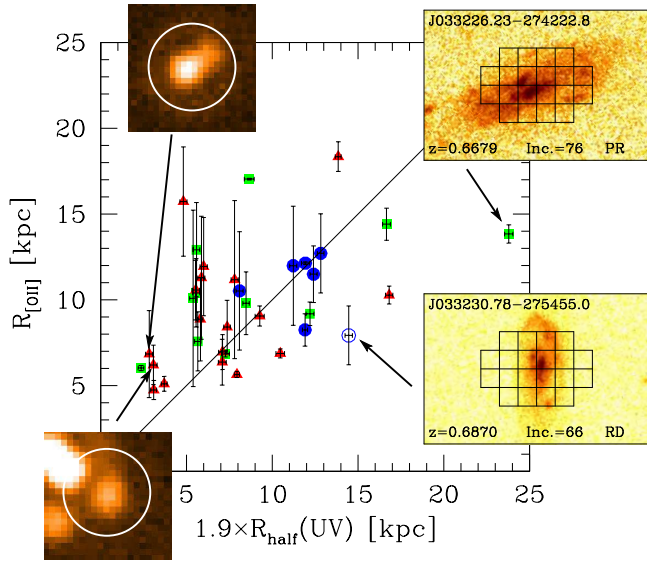 J033226.23−274222.8
z=0.6679 Inc.=76 PR
25
20
15
10
5
R[OII] [kpc]
J033230.78−275455.0
z=0.6870 Inc.=66 RD
5 10 15 20 25
1.9×Rhalf(UV) [kpc]